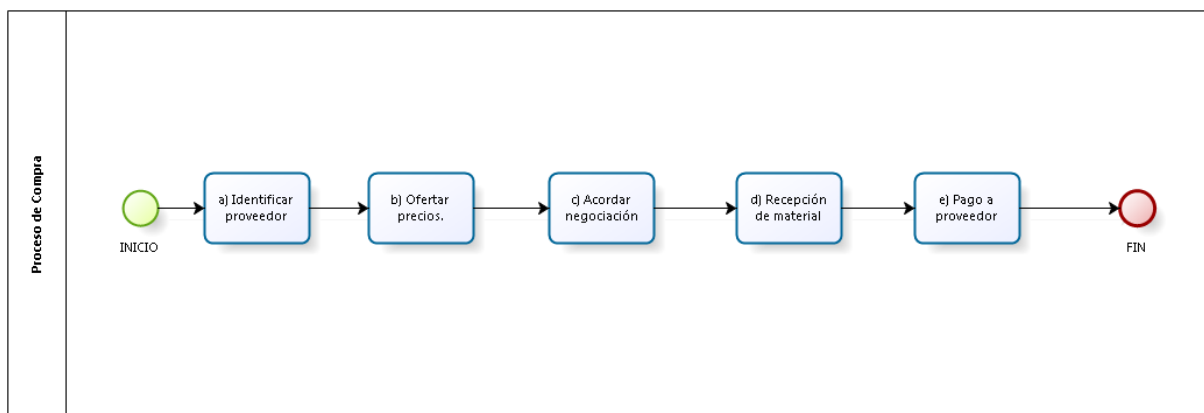 Proceso de Compra
INICIO
a) Identificar
proveedor
b) Ofertar
precios.
c) Acordar
negociación
d) Recepción
de material
e) Pago a
proveedor
FIN